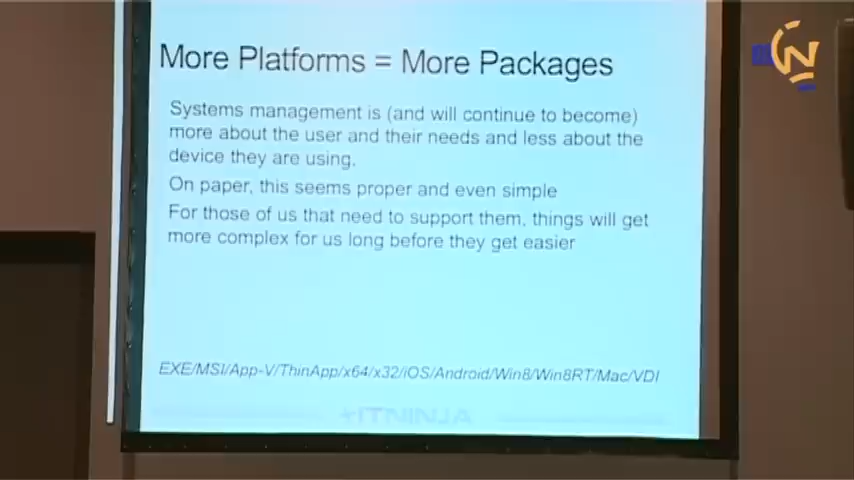 More Platforms = More Packages
Systems management is (and will continue to become)
more about the user and their needs and less about the
device they are using.
On paper, this seems proper and even simple
For those of us that need to support them, things will get
more complex for us long before they get easier
EXE/MSI/App-V/ThinApp/x64/x32/iOS/Android/Win8/Win8RT/Mac/VDI
ITNINJA